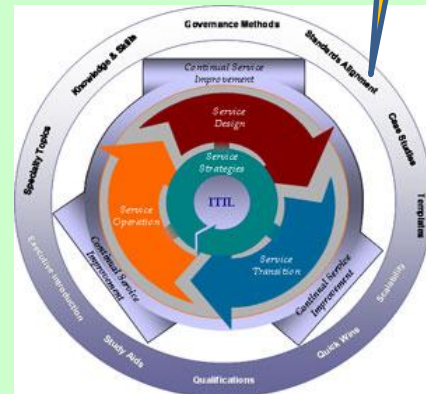 Governance Methods
Standards Alignment
Case Studies
Templates
Scalability
Quick Wins
Qualifications
Study Aids
Executive Introduction
Specialty Topics
Knowledge & Skills
Continual Service
Improvement
Continual Service
Improvement
Continual Service
Improvement
Service
Design
Service
Transition
Service
Operation
Service
Strategies
ITIL